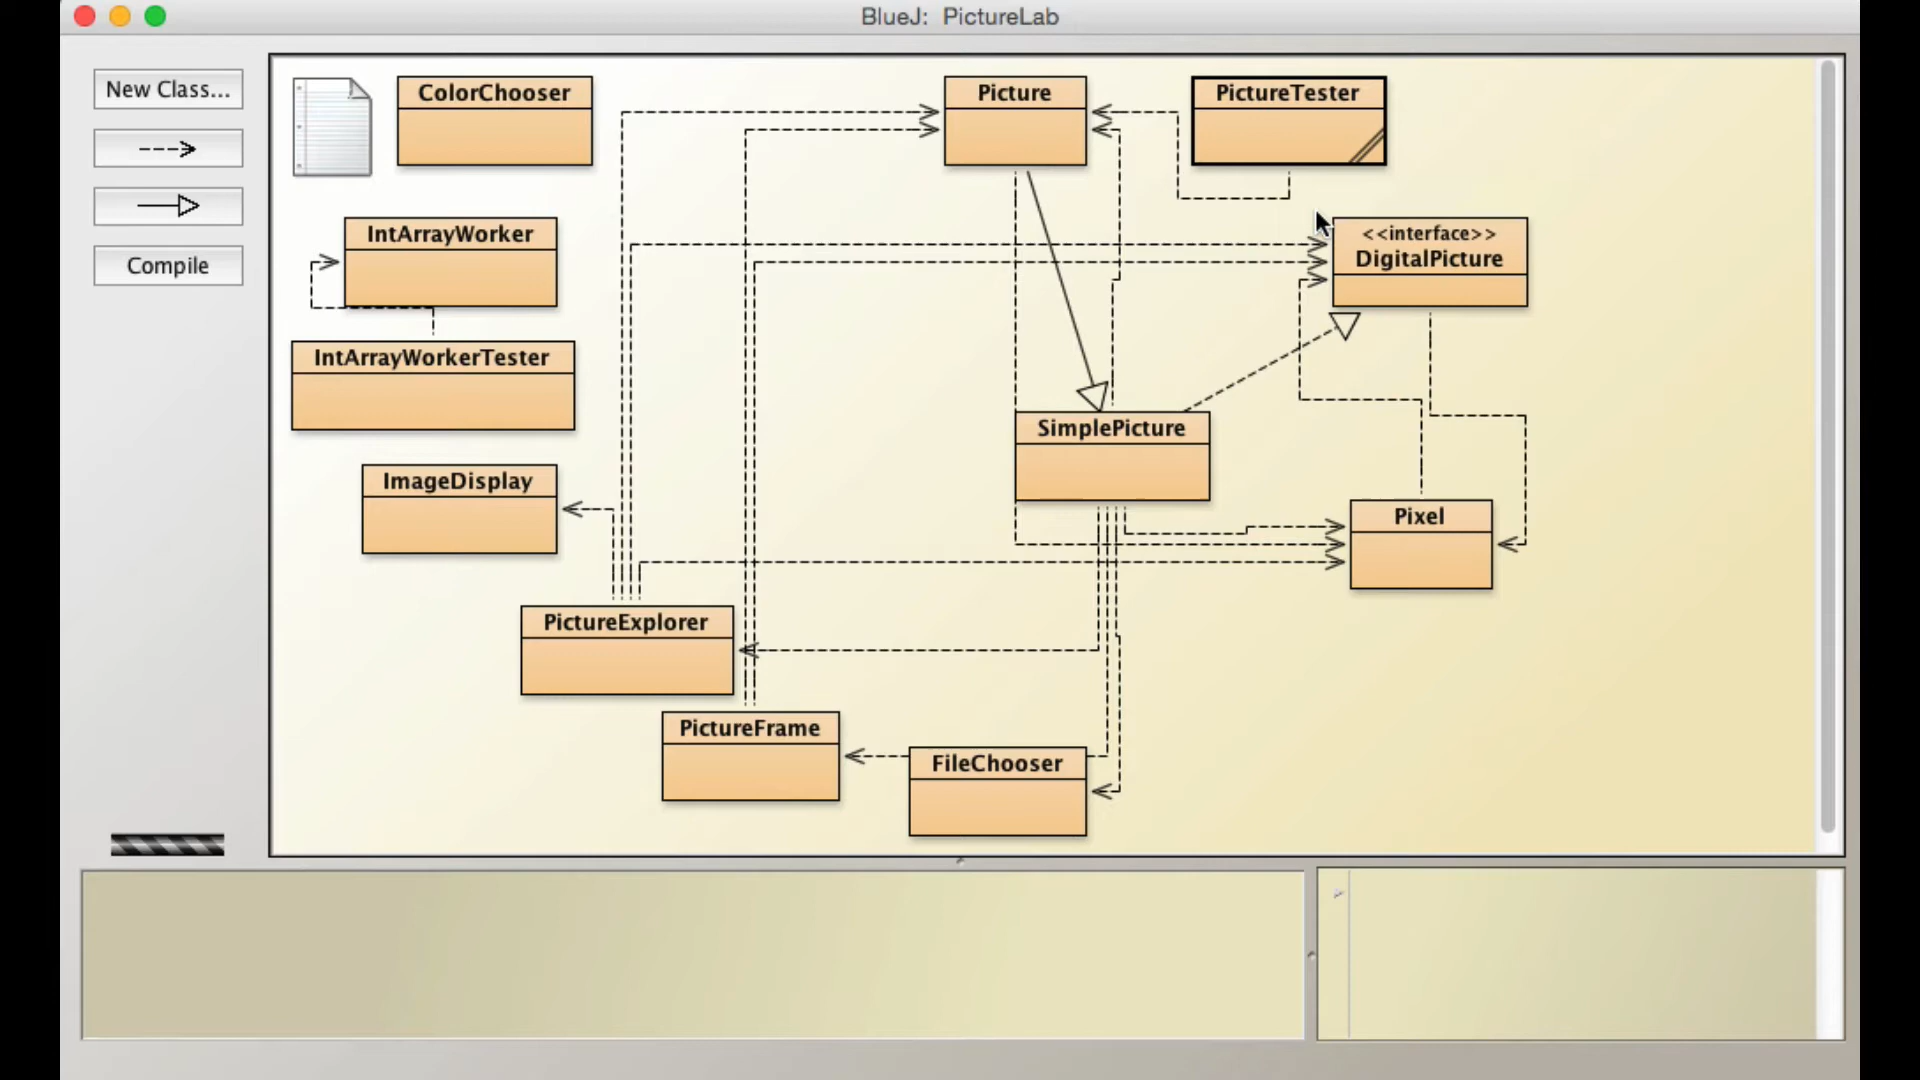 BlueJ:  PictureLab
New Class...
Compile
ColorChooser
Picture
PictureTester
IntArrayWorker
<<interface>>
DigitalPicture
IntArrayWorkerTester
SimplePicture
ImageDisplay
Pixel
PictureExplorer
PictureFrame
FileChooser